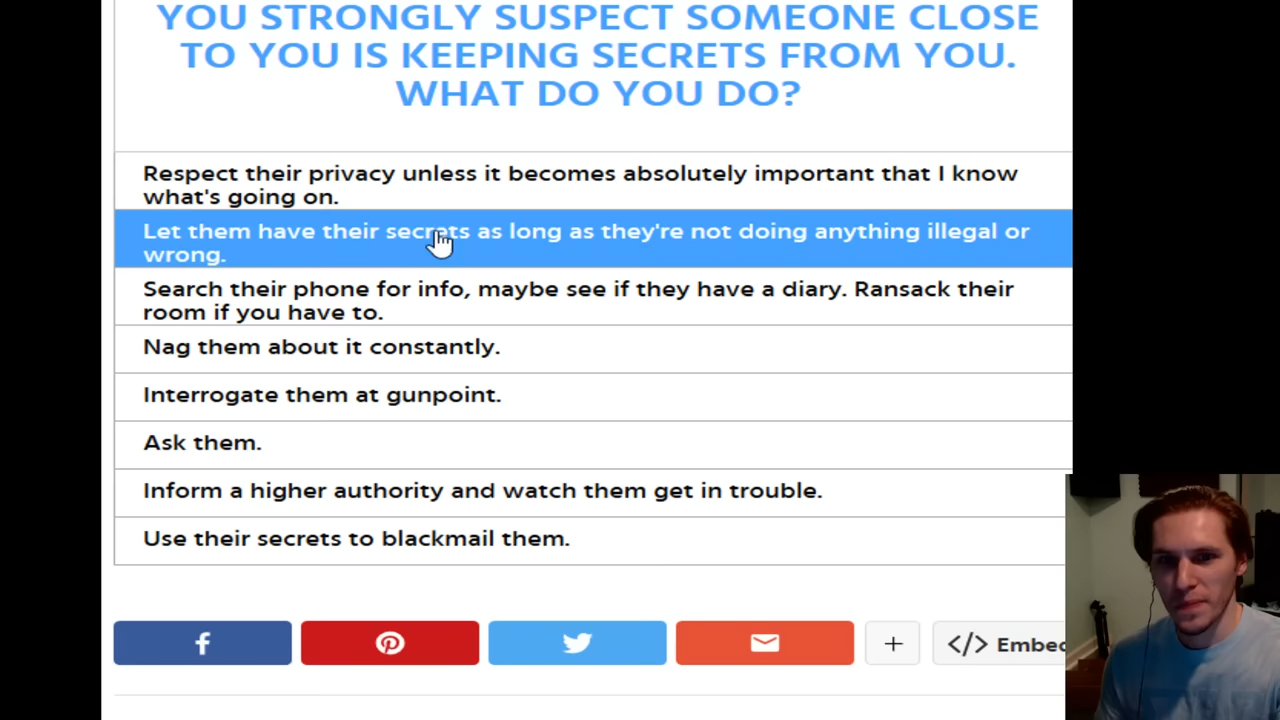 YOU STRONGLY SUSPECT SOMEONE CLOSE
TO YOU IS KEEPING SECRETS FROM YOU.
WHAT DO YOU DO?
Respect their privacy unless it becomes absolutely important that I know
what's going on.
Let them have their secrets as long as they're not doing anything illegal or
wrong.
Search their phone for info, maybe see if they have a diary. Ransack their
room if you have to.
Nag them about it constantly.
Interrogate them at gunpoint.
Ask them.
Inform a higher authority and watch them get in trouble.
Use their secrets to blackmail them.
</> Embed